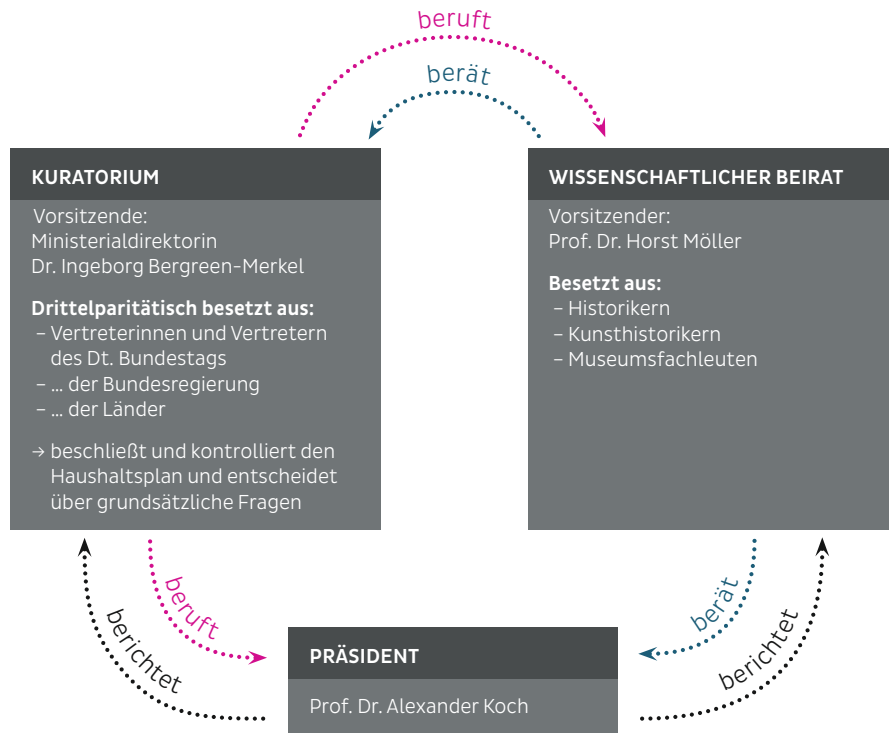 beruft
berät
KURATORIUM
Vorsitzende:
Ministerialdirektorin
Dr. Ingeborg Bergreen-Merkel
Drittelparitätisch besetzt aus:
– Vertreterinnen und Vertretern
des Dt. Bundestags
– ... der Bundesregierung
– ... der Länder
→ beschließt und kontrolliert den
Haushaltsplan und entscheidet
über grundsätzliche Fragen
WISSENSCHAFTLICHER BEIRAT
Vorsitzender:
Prof. Dr. Horst Möller
Besetzt aus:
– Historikern
– Kunsthistorikern
– Museumsfachleuten
beruft
berichtet
berät
berichtet
PRÄSIDENT
Prof. Dr. Alexander Koch